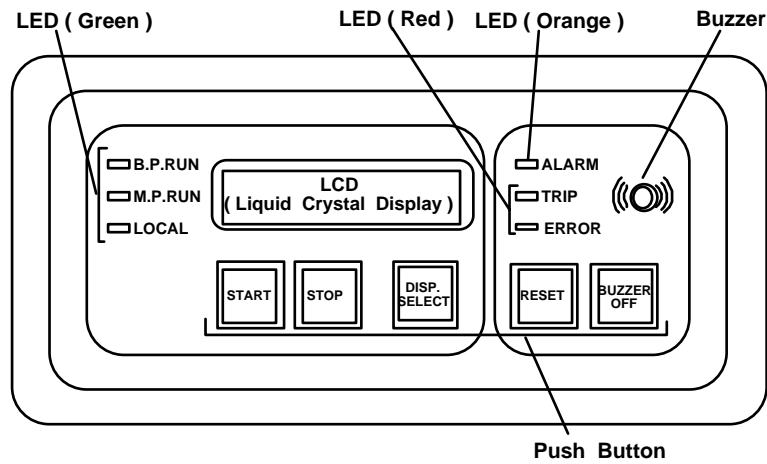 LED ( Green )
LED ( Red )
LED ( Orange )
Buzzer
B.P.RUN
M.P.RUN
LOCAL
LCD
( Liquid Crystal Display )
ALARM
TRIP
ERROR
START
STOP
DISP.
SELECT
RESET
BUZZER
OFF
Push Button